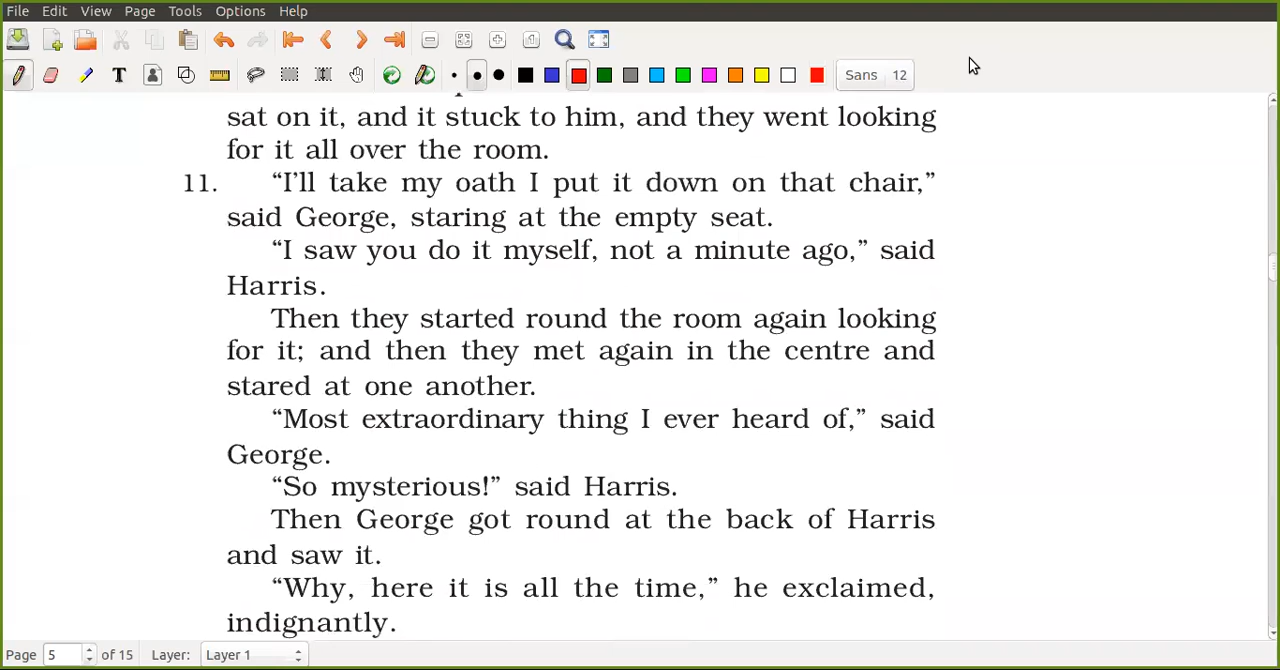 File Edit View Page Tools Options Help
T Sans 12
sat on it, and it stuck to him, and they went looking
for it all over the room.
11. “I’ll take my oath I put it down on that chair,”
said George, staring at the empty seat.
“I saw you do it myself, not a minute ago,” said
Harris.
Then they started round the room again looking
for it; and then they met again in the centre and
stared at one another.
“Most extraordinary thing I ever heard of,” said
George.
“So mysterious!” said Harris.
Then George got round at the back of Harris
and saw it.
“Why, here it is all the time,” he exclaimed,
indignantly.
Page 5 of 15 Layer: Layer 1